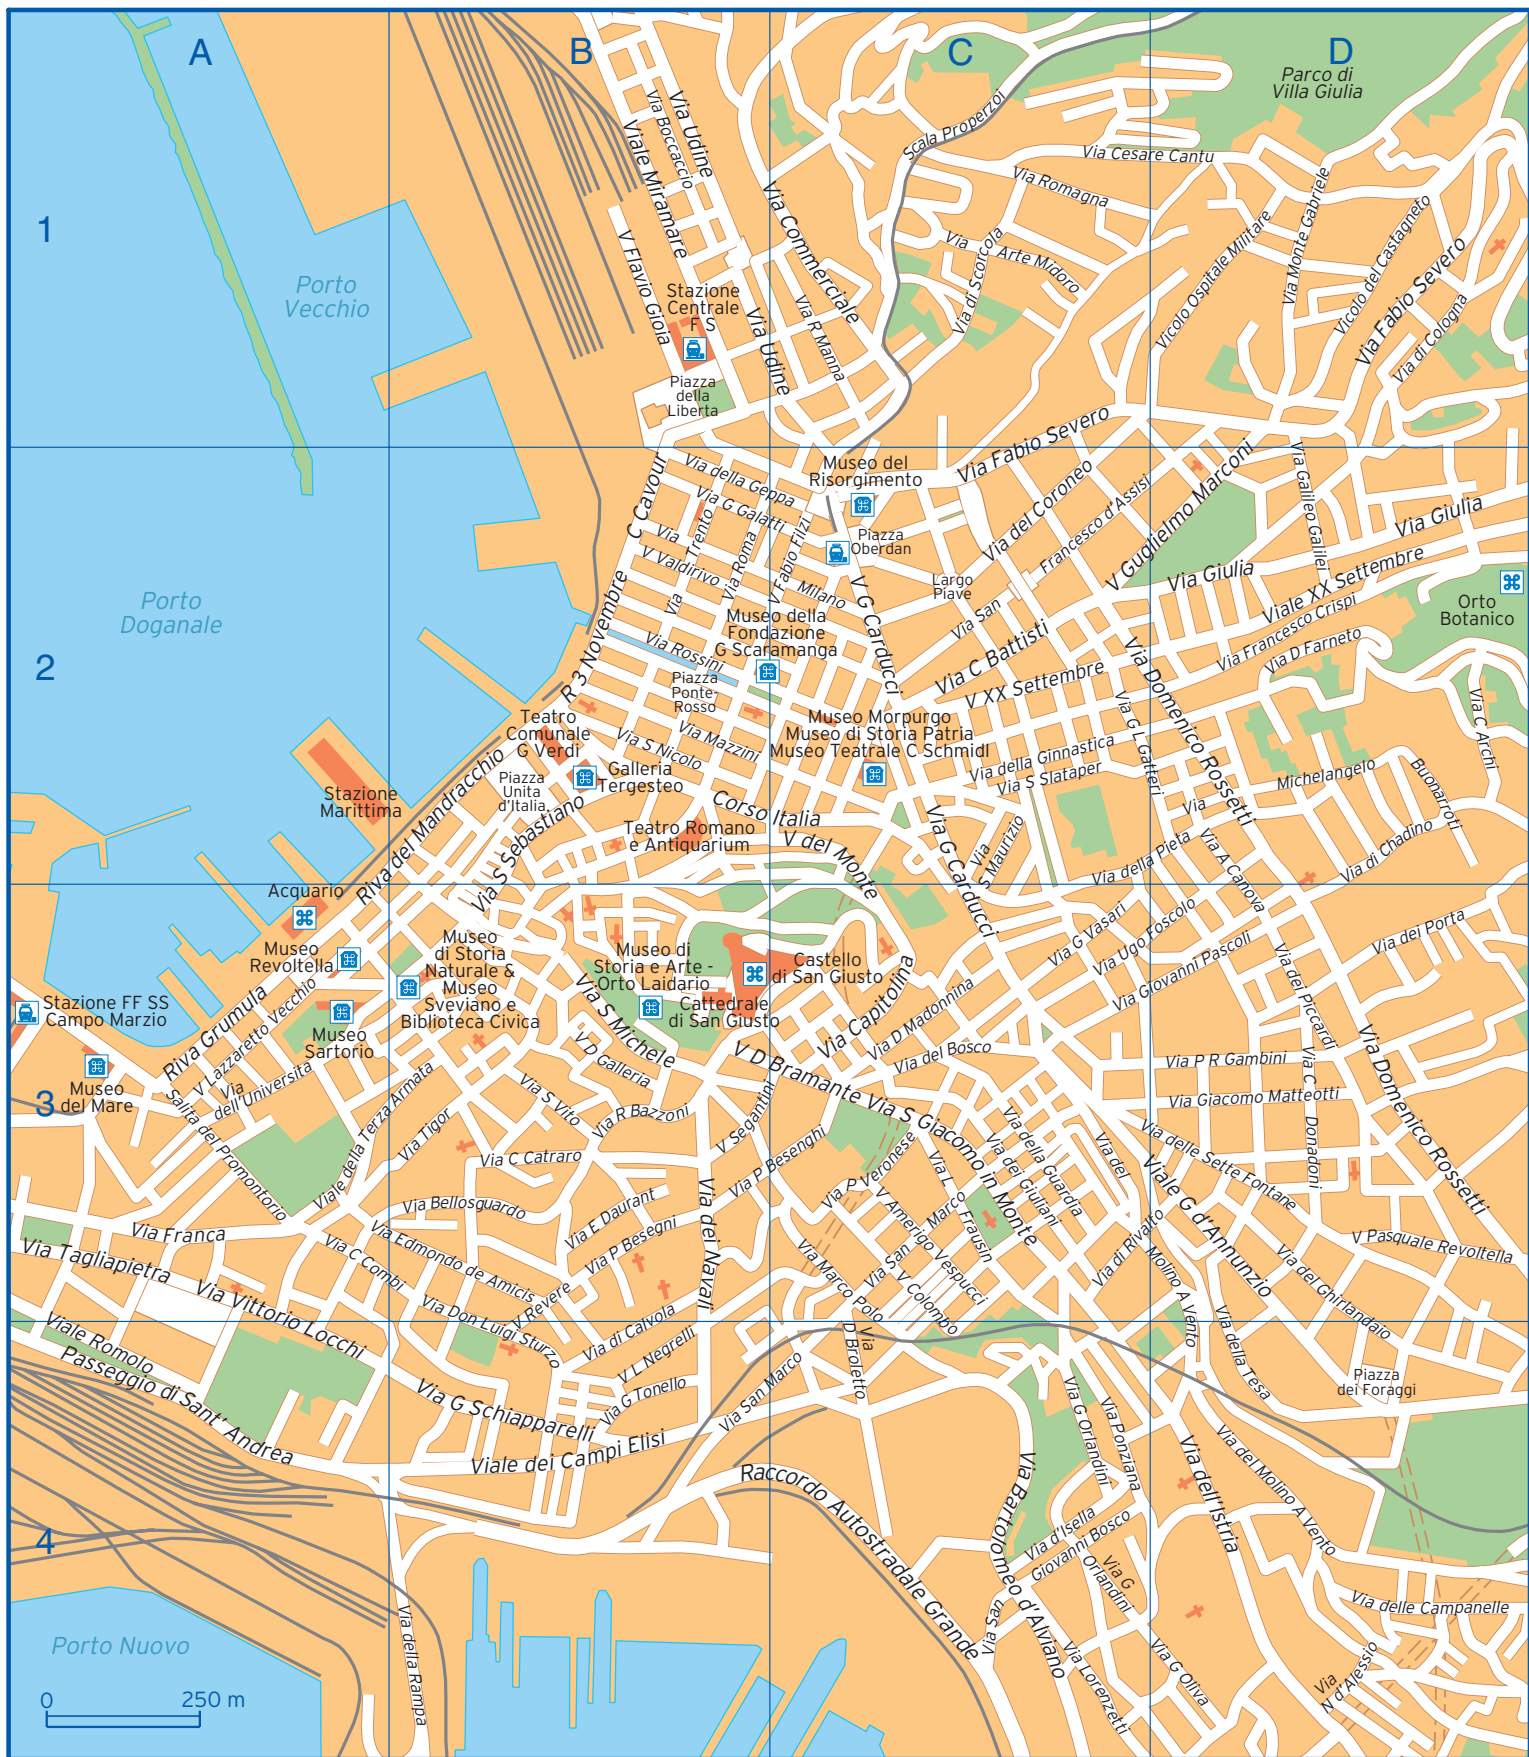 A
B
C
D
1
2
3
4
Parco di
Villa Giulia
Via Udine
Via Boccaccio
Viale Miramare
Scala Properzoi
Via Cesare Cantu
Via Romagna
Via Commerciale
Via
Arte Midoro
Via di Scorcola
Vicolo Ospitale Militare
Via Monte Gabriele
Vicolo del Castagneto
Via Fabio Severo
Via di Cologna
V Flavio Gioia
Stazione
Centrale
F S
Via Udine
Via R Manna
Porto
Vecchio
Piazza
della
Liberta
Via Fabio Severo
C Cavour
Via della Geppa
Via G Galatti
Museo del
Risorgimento
Via del Coroneo
Francesco d'Assisi
Via San
V Guglielmo Marconi
Via Galileo Galilei
Via Giulia
Via
Trento
Via
V Valdirivo
Via Roma
V Fabio Filzl
Milano
Piazza
Oberdan
Largo
Piave
Via Giulia
Viale XX Settembre
Via Francesco Crispi
Via D Farneto
Orto
Botanico
Porto
Doganale
R 3 Novembre
Museo della
Fondazione
G Scaramanga
Via Rossini
V G Carducci
Via C Battisti
V XX Settembre
Via Domenico Rossetti
Via C Archi
Piazza
Ponte-
Rosso
Via Mazzini
Via S Nicolo
Teatro
Comunale
G Verdi
Galleria
Tergesteo
Museo Morpurgo
Museo di Storia Patria
Museo Teatrale C Schmidl
Via della Ginnastica
Via S Slataper
Via G L Gatteri
Via
Michelangelo
Buonarroti
Stazione
Marittima
Riva del Mandracchio
Piazza
Unita
d'Italia
Via S Sebastiano
Corso Italia
Teatro Romano
e Antiquarium
V del Monte
Via G Carducci
Via
S Maurizio
Via della Pieta
Via A Canova
Via di Chadino
Acquario
Museo
Revoltella
Museo
di Storia
Naturale &
Museo
Sveviano e
Biblioteca Civica
Museo di
Storia e Arte -
Orto Laidario
Castello
di San Giusto
Cattedrale
di San Giusto
Via Capitolina
Via D Madonnina
Via G Vasari
Via Ugo Foscolo
Via Giovanni Pascoli
Via dei Piccardi
Via dei Porta
Stazione FF SS
Campo Marzio
Museo
del Mare
Riva Grumula
V Lazzaretto Vecchio
Via
dell'Universita
Museo
Sartorio
Via S Michele
V D Galleria
V D Bramante
Via del Bosco
Via P R Gambini
Via Giacomo Matteotti
Via C
Donadoni
Via Domenico Rossetti
Salita del Promontorio
Viale della Terza Armata
Via Tigor
Via S Vito
Via R Bazzoni
V Segantini
Via C Catraro
Via P Besenghi
Via S Giacomo in Monte
Via P Veronese
Via L
Frausin
Via dei Giuliani
Via della Guardia
Via del
Rivalto
Via di
Molino A Vento
Via delle Sette Fontane
Viale G d'Annunzio
Via Bellosguardo
Via E Daurant
Via P Besegni
Via dei Navali
V Amerigo Vespucci
Via San
Marco
V Colombo
Via Marco Polo
Via Franca
Via Tagliapietra
Via Vittorio Locchi
Via C Combi
Via Edmondo de Amicis
Via Don Luigi Sturzo
V Revere
Via di Calvola
V L Negrelli
Via G Tonello
V Pasquale Revoltella
Via del Ghirlandaio
Via della Tesa
Viale Romolo
Passeggio di Sant' Andrea
Via G Schiapparelli
Viale dei Campi Elisi
Via San Marco
Via
D Broletto
Piazza
dei Foraggi
Via G Orlandini
Via Ponziana
Via dell'Istria
Via del Molino A Vento
Raccordo Autostradale Grande
Via Bartolomeo d'Alviano
Via d'Isella
Giovanni Bosco
Via San
Via G
Orlandini
Via delle Campanelle
Via
N d'Alessio
Via Lorenzetti
Via G Oliva
Via della Rampa
Porto Nuovo
0
250 m